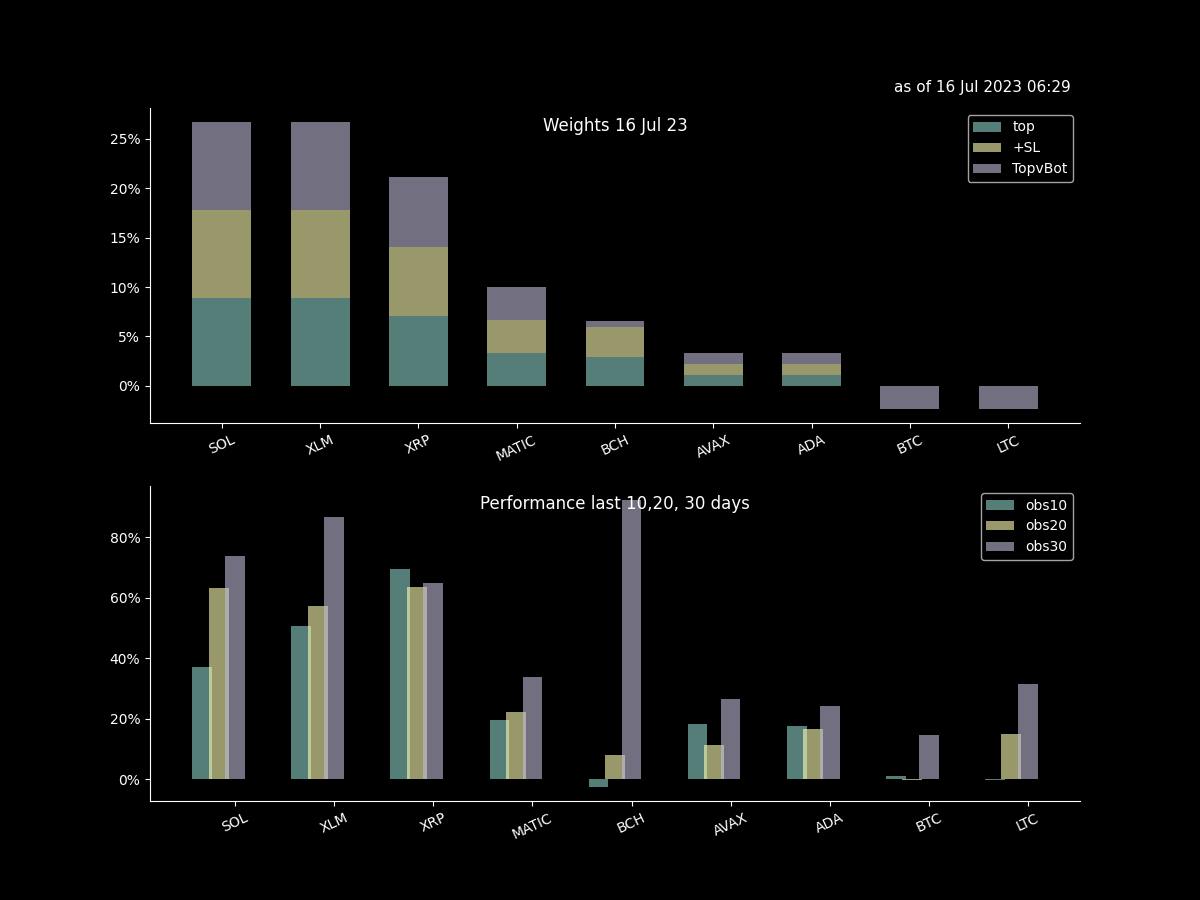 as of 16 Jul 2023 06:29
Weights 16 Jul 23
top
+SL
TopvBot
25%
20%
15%
10%
5%
0%
SOL XLM XRP MATIC BCH AVAX ADA BTC LTC
Performance last 10,20, 30 days
obs10
obs20
obs30
80%
60%
40%
20%
0%
SOL XLM XRP MATIC BCH AVAX ADA BTC LTC